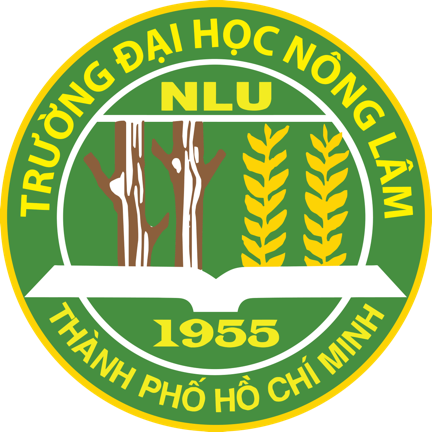 TRƯỜNG ĐẠI HỌC NÔNG LÂM
NLU
1955
THÀNH PHỐ HỒ CHÍ MINH